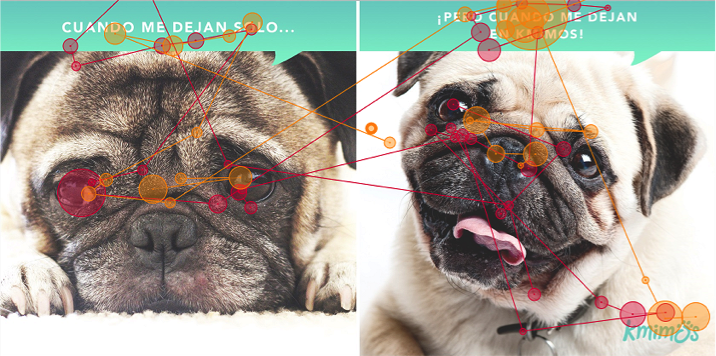 CUANDO ME DEJAN SOLO...
¡PERO CUANDO ME DEJAN
EN KMIMOS!
Kmimos